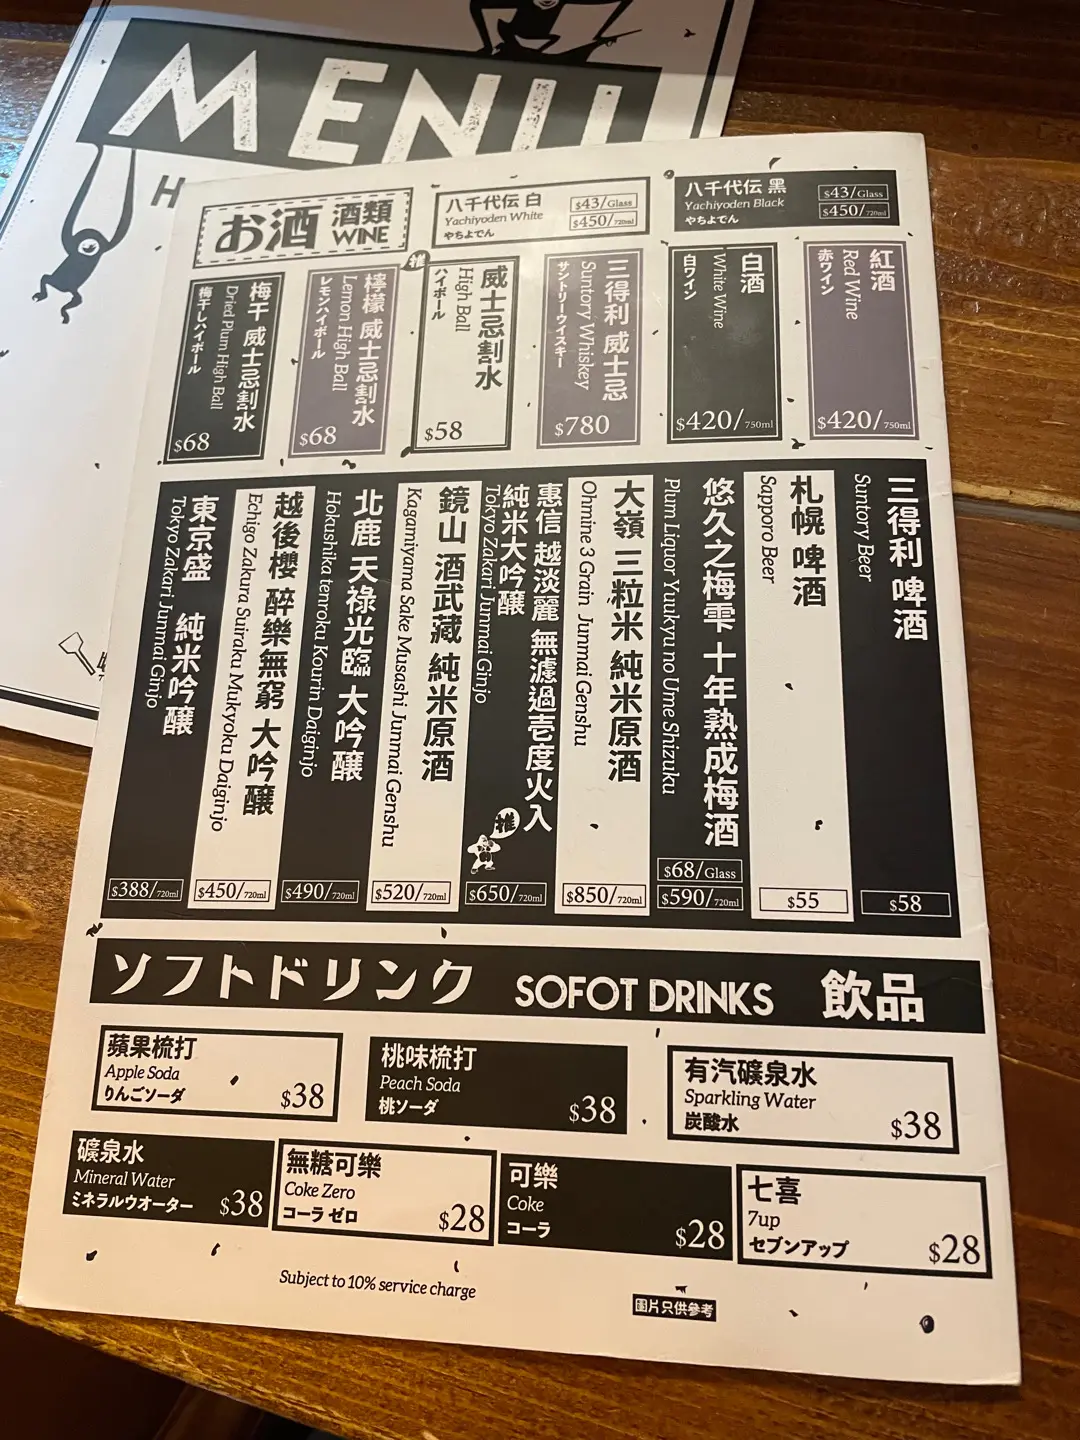 MENU
H
お酒 酒類
WINE
八千代伝 白
Yachiyoden White
やちよでん
$43/Glass
$450/720ml
八千代伝 黑
Yachiyoden Black
やちよでん
$43/Glass
$450/720ml
梅干 威士忌割水
Dried Plum High Ball
梅干しハイボール
$68
檸檬 威士忌割水
Lemon High Ball
レモンハイボール
$68
推
威士忌割水
High Ball
ハイボール
$58
三得利 威士忌
Suntory Whiskey
サントリーウイスキー
$780
白酒
White Wine
白ワイン
$420/750ml
紅酒
Red Wine
赤ワイン
$420/750ml
東京盛 純米吟醸
Tokyo Zakari Junmai Ginjo
$388/720ml
越後櫻 醉樂無窮 大吟醸
Echigo Zakura Suiraku Mukyoku Daiginjo
$450/720ml
北鹿 天祿光臨 大吟醸
Hokushika tenroku Kourin Daiginjo
$490/720ml
鏡山 酒武藏 純米原酒
Kagamiyama Sake Musashi Junmai Genshu
$520/720ml
惠信 越淡麗 無濾過壱度火入
純米大吟醸
Tokyo Zakari Junmai Ginjo
推
$650/720ml
大嶺 三粒米 純米原酒
Ohmine 3 Grain Junmai Genshu
$850/720ml
悠久之梅雫 十年熟成梅酒
Plum Liquor Yuukyu no Ume Shizuku
$68/Glass
$590/720ml
札幌 啤酒
Sapporo Beer
$55
三得利 啤酒
Suntory Beer
$58
ソフトドリンク SOFOT DRINKS 飲品
蘋果梳打
Apple Soda
りんごソーダ
$38
桃味梳打
Peach Soda
桃ソーダ
$38
有汽礦泉水
Sparkling Water
炭酸水
$38
礦泉水
Mineral Water
ミネラルウオーター
$38
無糖可樂
Coke Zero
コーラ ゼロ
$28
可樂
Coke
コーラ
$28
七喜
7up
セブンアップ
$28
Subject to 10% service charge
圖片只供參考